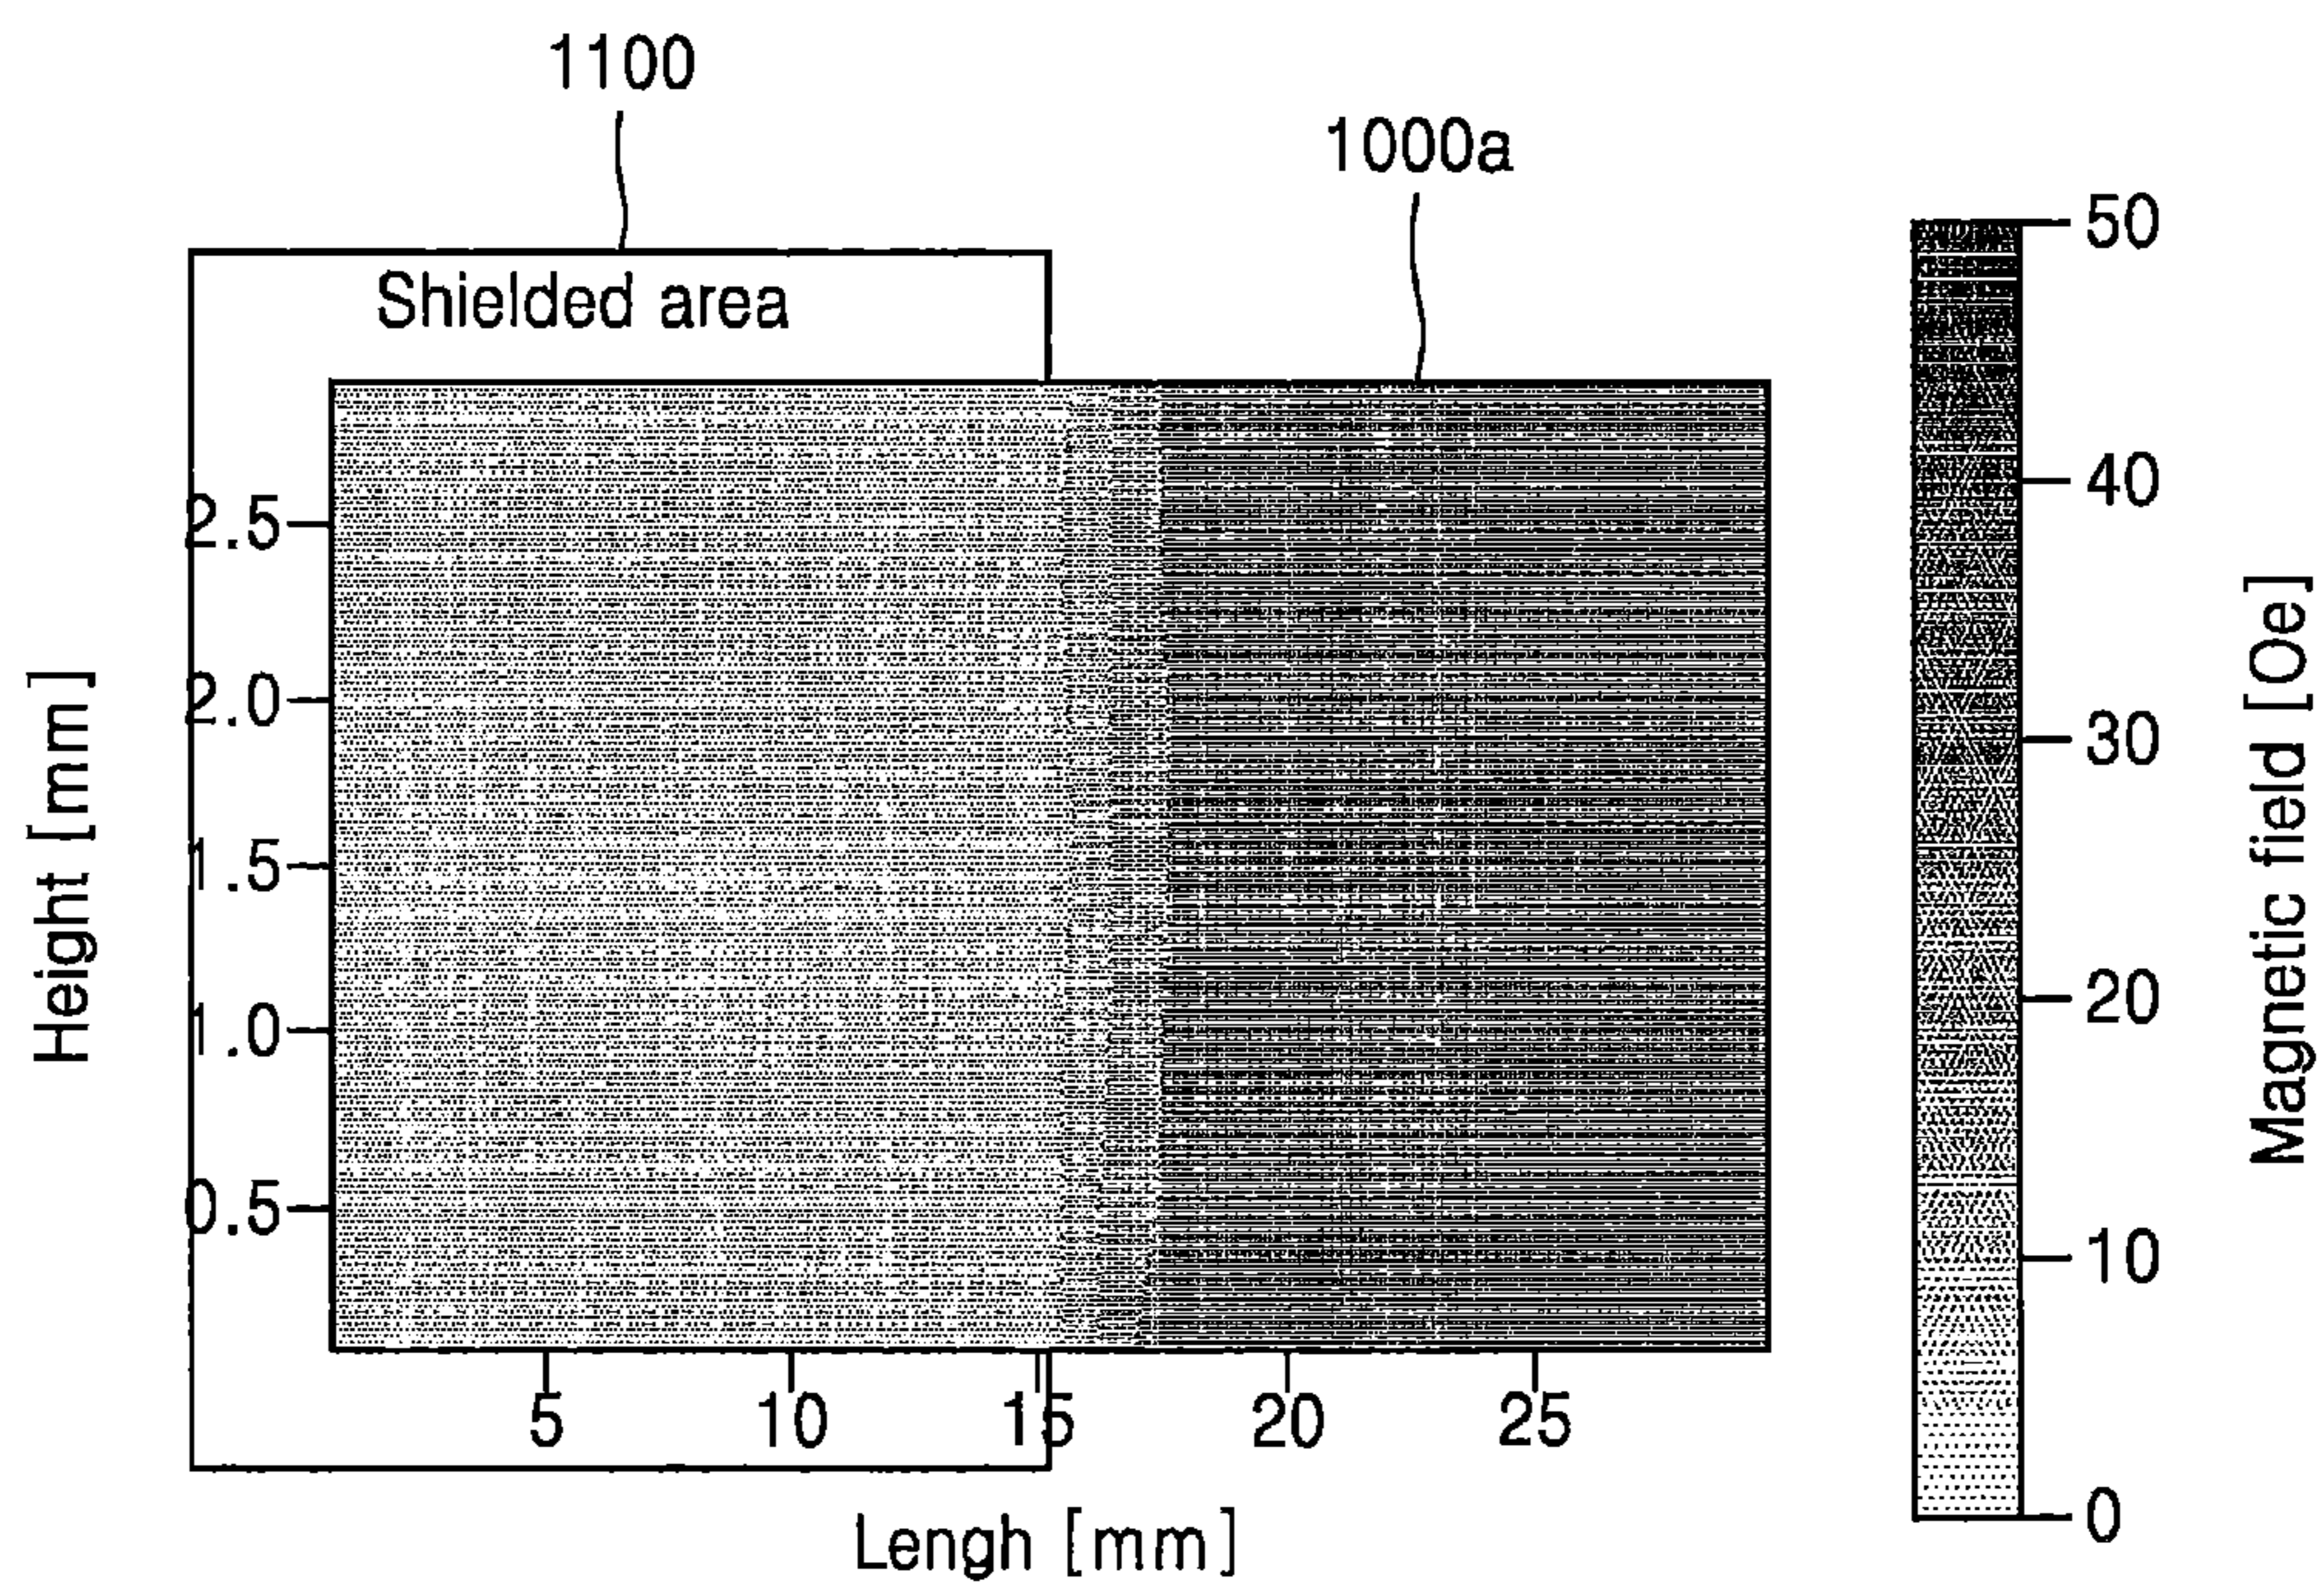 1100
1000a
Shielded area
50
40
30
20
10
0
Magnetic field [Oe]
Height [mm]
2.5
2.0
1.5
1.0
0.5
5 10 15 20 25
Lengh [mm]